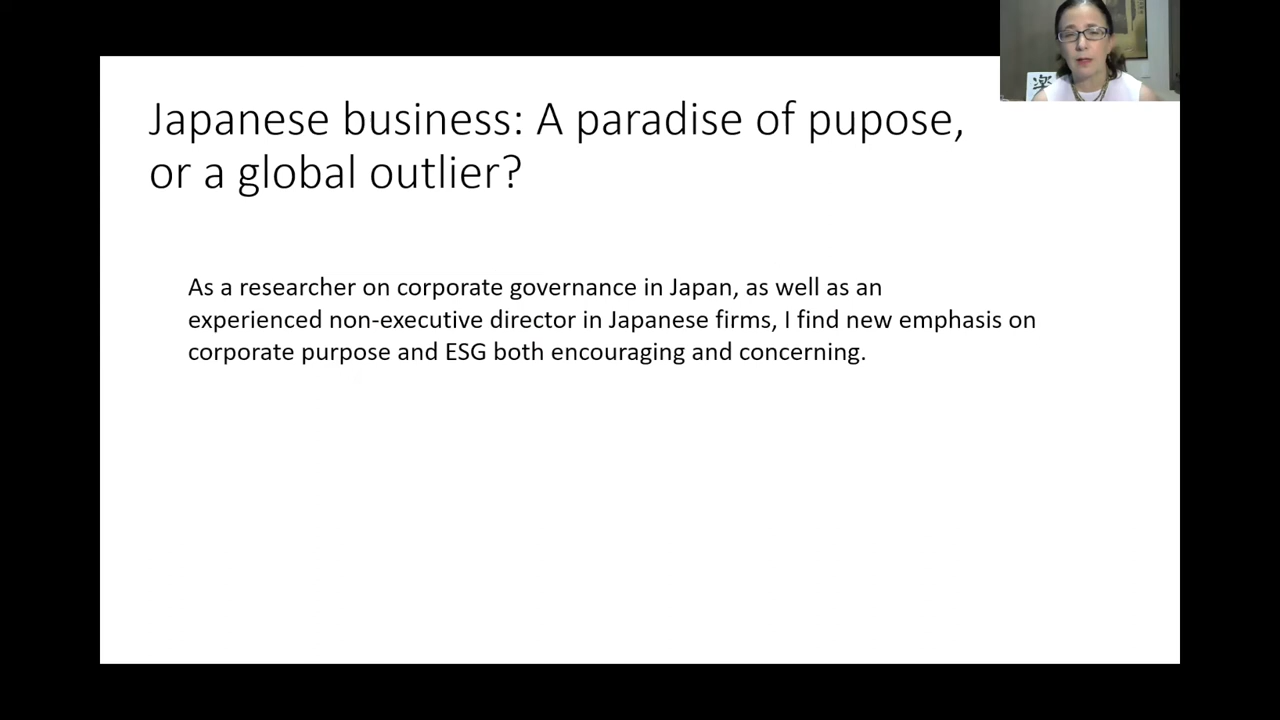 Japanese business: A paradise of pupose,
or a global outlier?
As a researcher on corporate governance in Japan, as well as an
experienced non-executive director in Japanese firms, I find new emphasis on
corporate purpose and ESG both encouraging and concerning.
楽